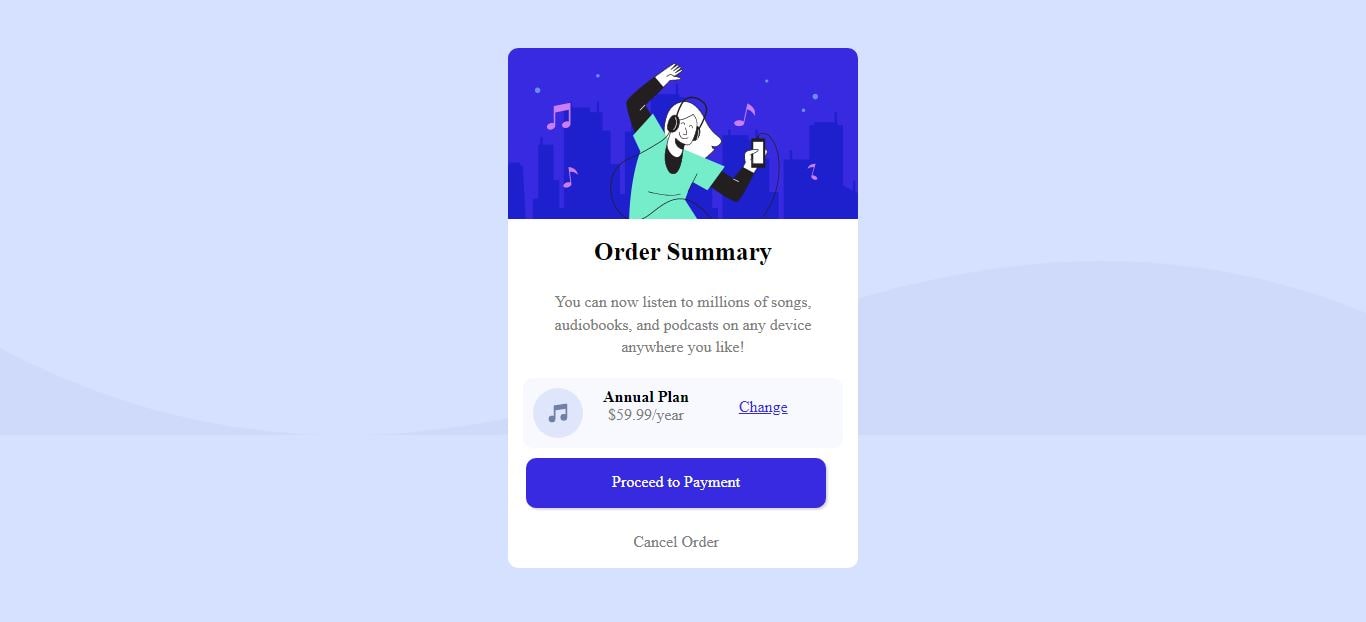 Order Summary
You can now listen to millions of songs,
audiobooks, and podcasts on any device
anywhere you like!
Annual Plan
$59.99/year
Change
Proceed to Payment
Cancel Order